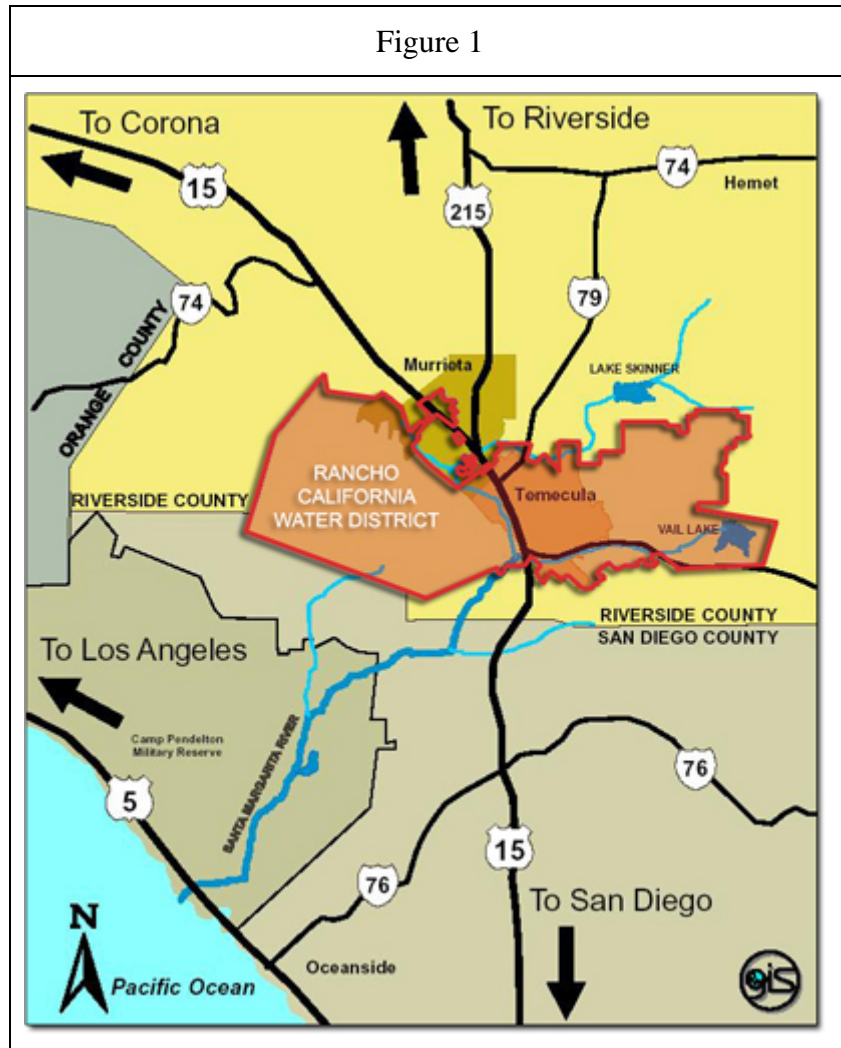 Figure 1
To Corona
To Riverside
15
215
74
Hemet
74
79
ORANGE COUNTY
Murrieta
LAKE SKINNER
RANCHO
CALIFORNIA
WATER DISTRICT
Temecula
RIVERSIDE COUNTY
VAIL LAKE
RIVERSIDE COUNTY
SAN DIEGO COUNTY
To Los Angeles
Camp Pendelton
Military Reserve
SANTA MARGARITA RIVER
5
76
15
76
To San Diego
N
Oceanside
Pacific Ocean
gis